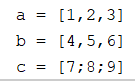 a = [1,2,3]
b = [4,5,6]
c = [7;8;9]